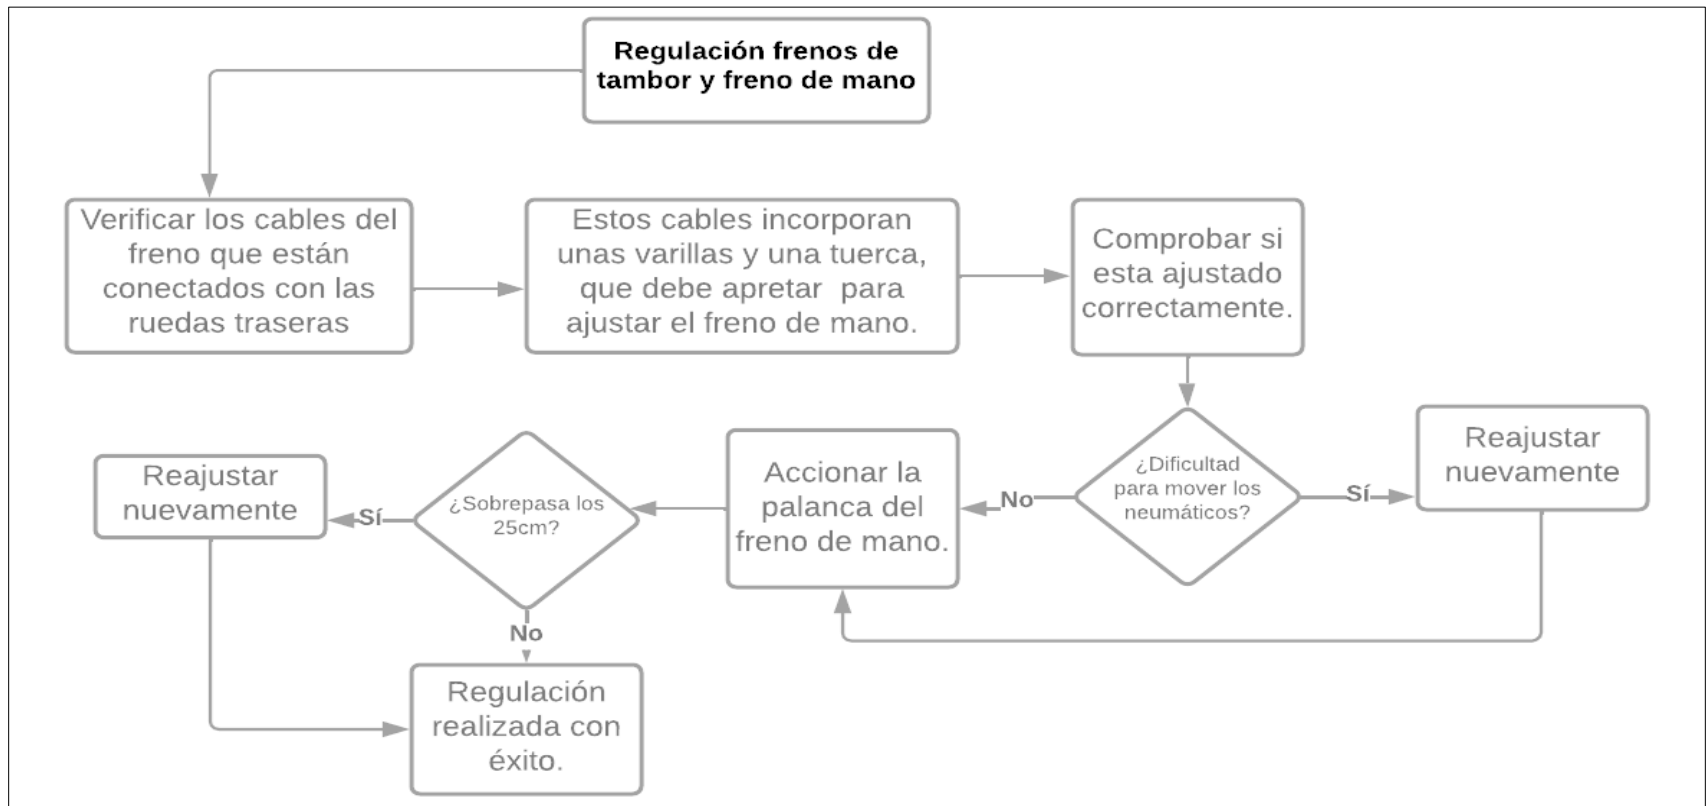 Regulación frenos de
tambor y freno de mano
Verificar los cables del
freno que están
conectados con las
ruedas traseras
Estos cables incorporan
unas varillas y una tuerca,
que debe apretar para
ajustar el freno de mano.
Comprobar si
esta ajustado
correctamente.
¿Dificultad
para mover los
neumáticos?
Sí
Reajustar
nuevamente
No
Accionar la
palanca del
freno de mano.
¿Sobrepasa los
25cm?
Sí
Reajustar
nuevamente
No
Regulación
realizada con
éxito.